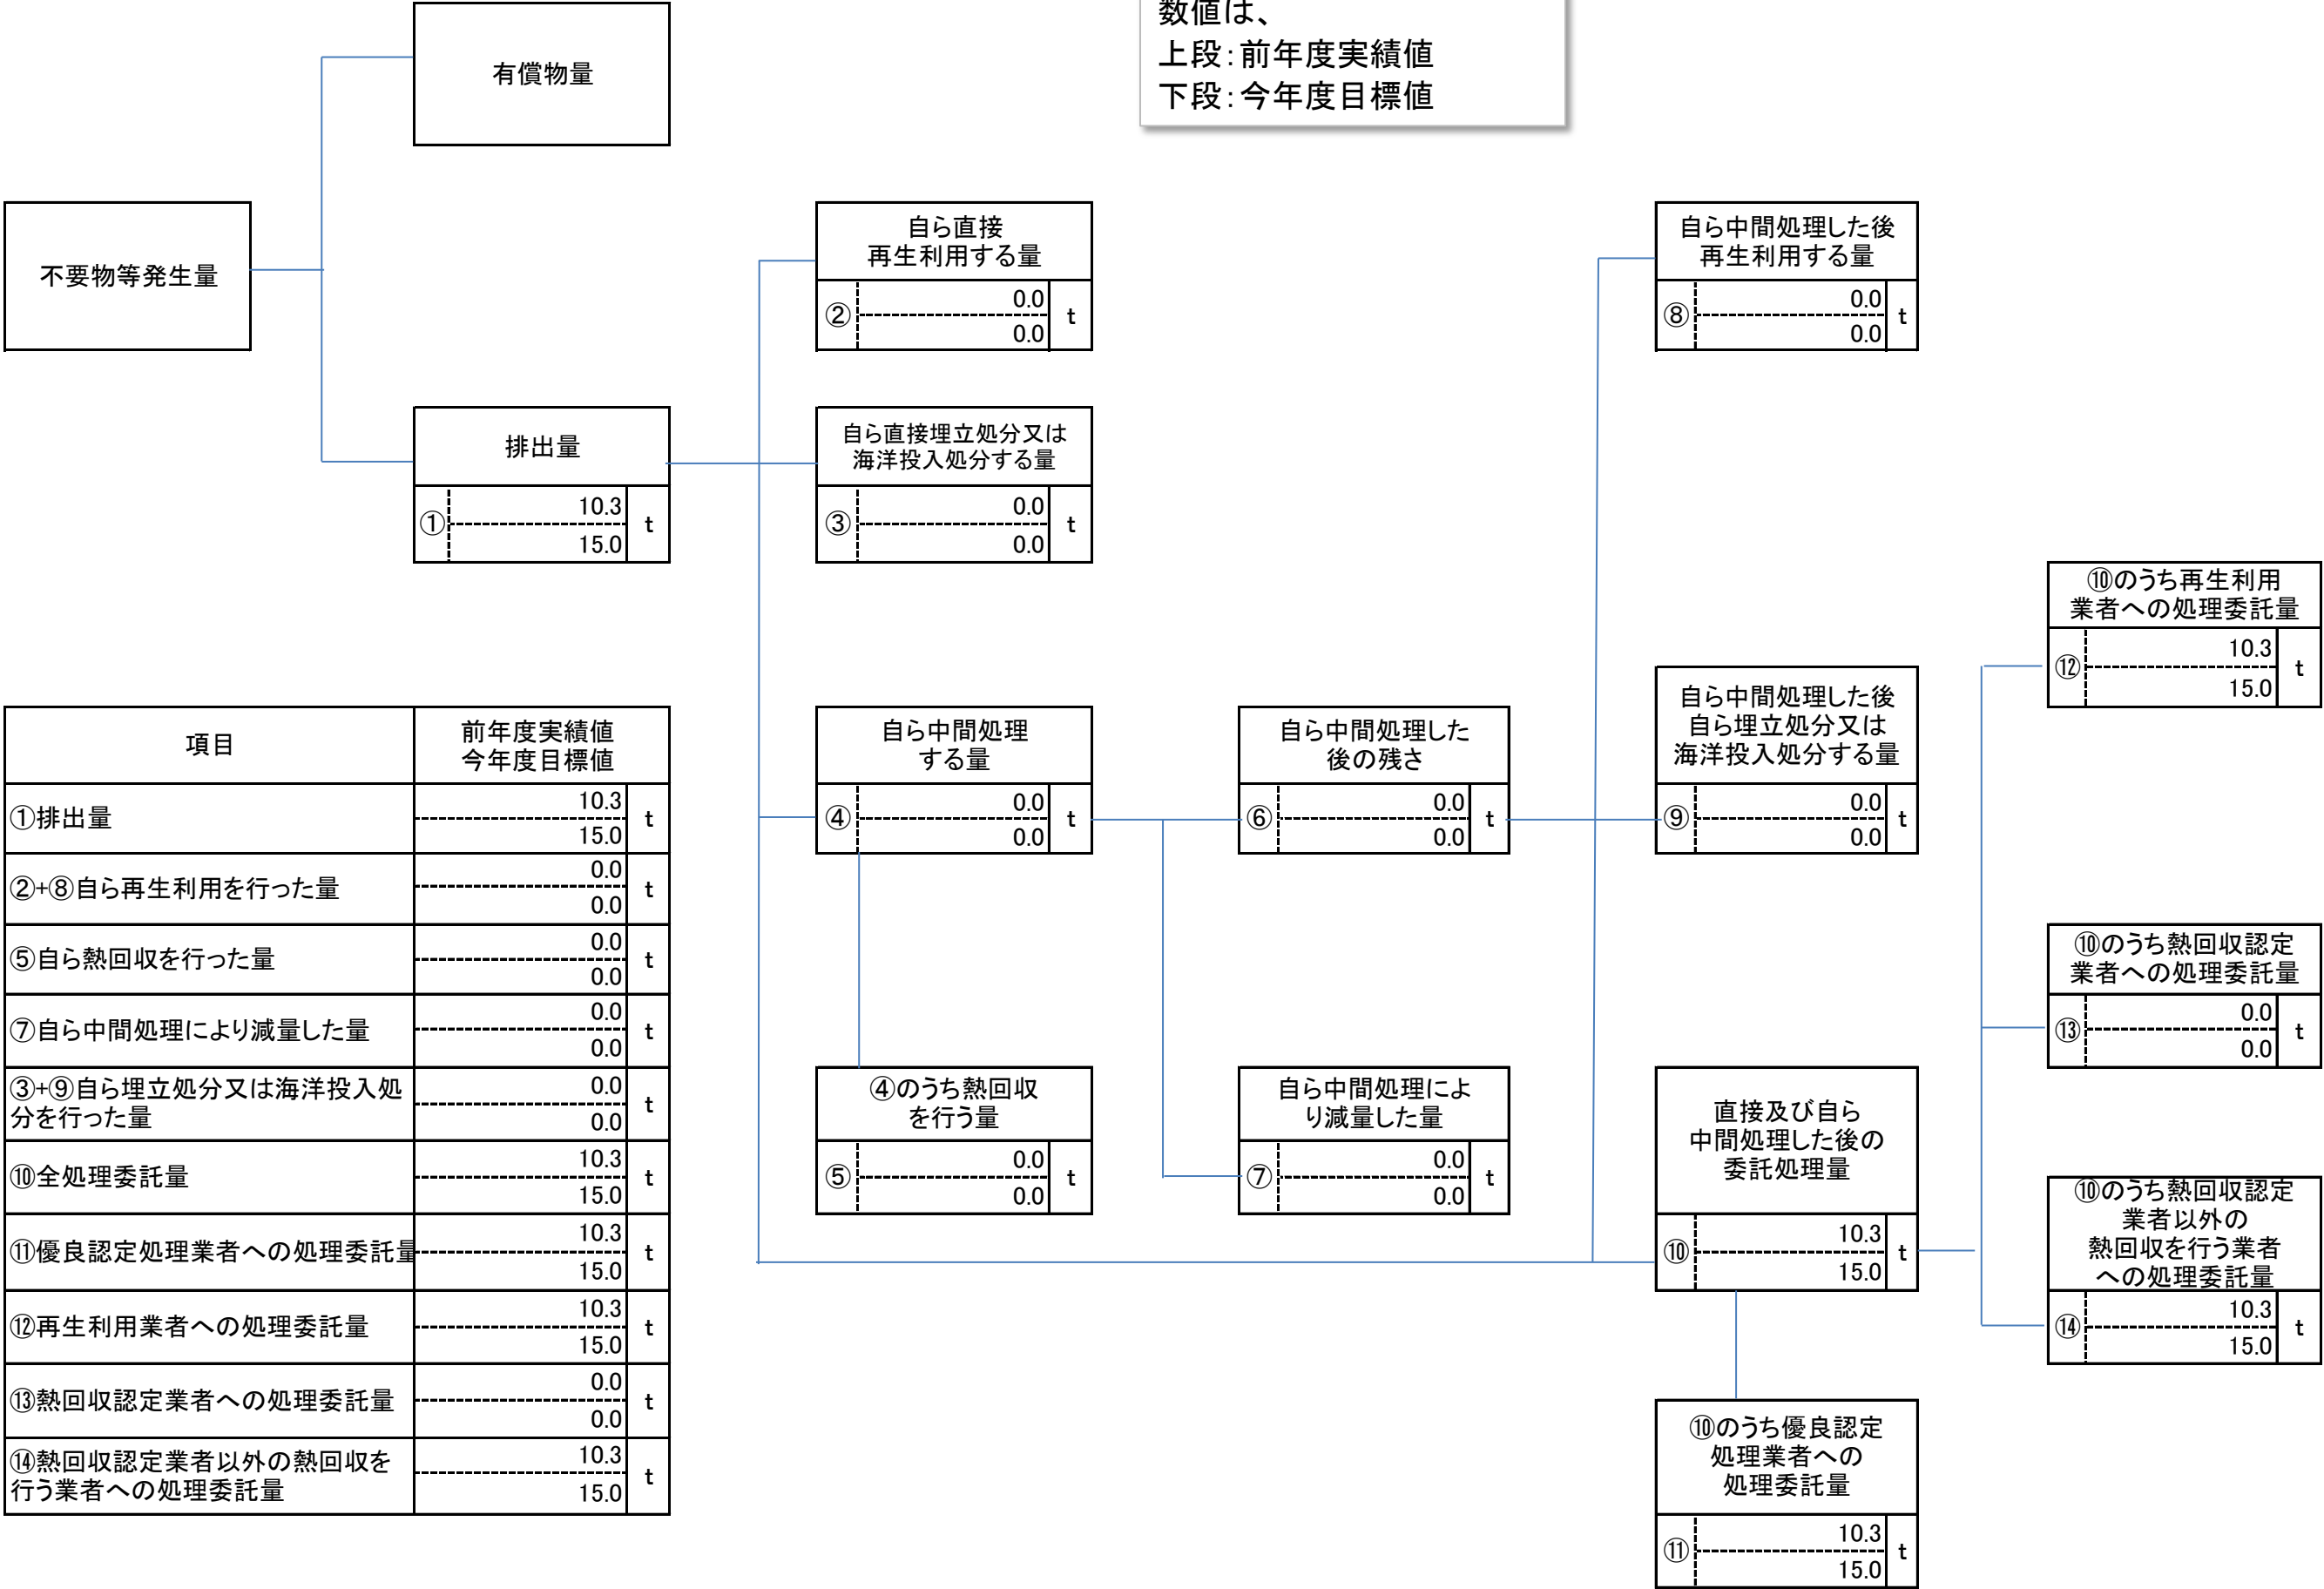 数値は、
上段:前年度実績値
下段:今年度目標値
有償物量
不要物等発生量
自ら直接
再生利用する量
② 0.0 t
0.0
自ら中間処理した後
再生利用する量
⑧ 0.0 t
0.0
排出量
① 10.3 t
15.0
自ら直接埋立処分又は
海洋投入処分する量
③ 0.0 t
0.0
⑩のうち再生利用
業者への処理委託量
⑫ 10.3 t
15.0
自ら中間処理
する量
④ 0.0 t
0.0
自ら中間処理した
後の残さ
⑥ 0.0 t
0.0
自ら中間処理した後
自ら埋立処分又は
海洋投入処分する量
⑨ 0.0 t
0.0
⑩のうち熱回収認定
業者への処理委託量
⑬ 0.0 t
0.0
④のうち熱回収
を行う量
⑤ 0.0 t
0.0
自ら中間処理によ
り減量した量
⑦ 0.0 t
0.0
直接及び自ら
中間処理した後の
委託処理量
⑩ 10.3 t
15.0
⑩のうち熱回収認定
業者以外の
熱回収を行う業者
への処理委託量
⑭ 10.3 t
15.0
⑩のうち優良認定
処理業者への
処理委託量
⑪ 10.3 t
15.0
項目
前年度実績値
今年度目標値
①排出量 10.3 t
15.0
②+⑧自ら再生利用を行った量 0.0 t
0.0
⑤自ら熱回収を行った量 0.0 t
0.0
⑦自ら中間処理により減量した量 0.0 t
0.0
③+⑨自ら埋立処分又は海洋投入処
分を行った量
0.0 t
0.0
⑩全処理委託量 10.3 t
15.0
⑪優良認定処理業者への処理委託量 10.3 t
15.0
⑫再生利用業者への処理委託量 10.3 t
15.0
⑬熱回収認定業者への処理委託量 0.0 t
0.0
⑭熱回収認定業者以外の熱回収を
行う業者への処理委託量
10.3 t
15.0